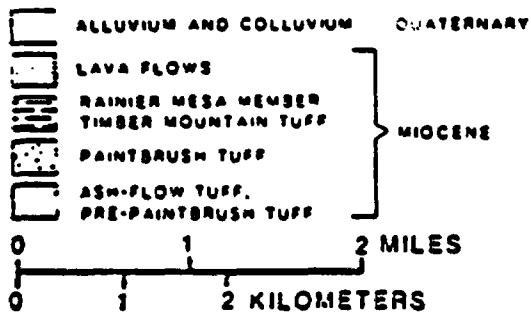 ALLUVIUM AND COLLUVIUM QUATERNARY
LAVA FLOWS
RAINIER MESA MEMBER
TIMBER MOUNTAIN TUFF
MIOCENE
PAINTBRUSH TUFF
ASH-FLOW TUFF,
PRE-PAINTBRUSH TUFF
0 2 MILES
0 1 2 KILOMETERS